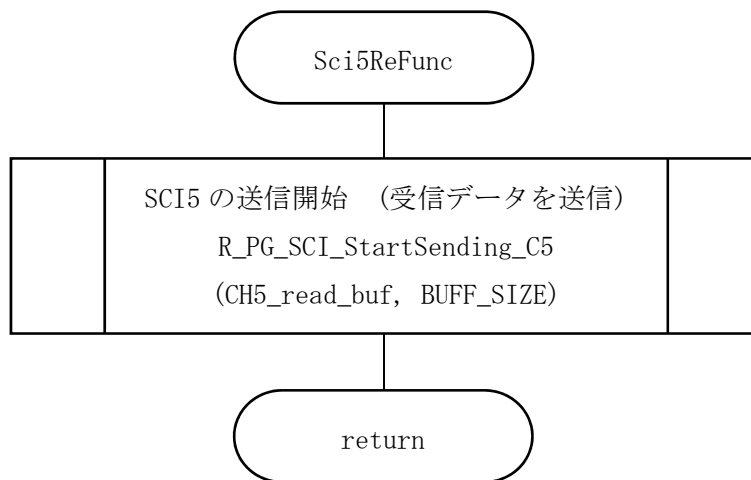 Sci5ReFunc
SCI5 の送信開始　(受信データを送信)
R_PG_SCI_StartSending_C5
(CH5_read_buf, BUFF_SIZE)
return